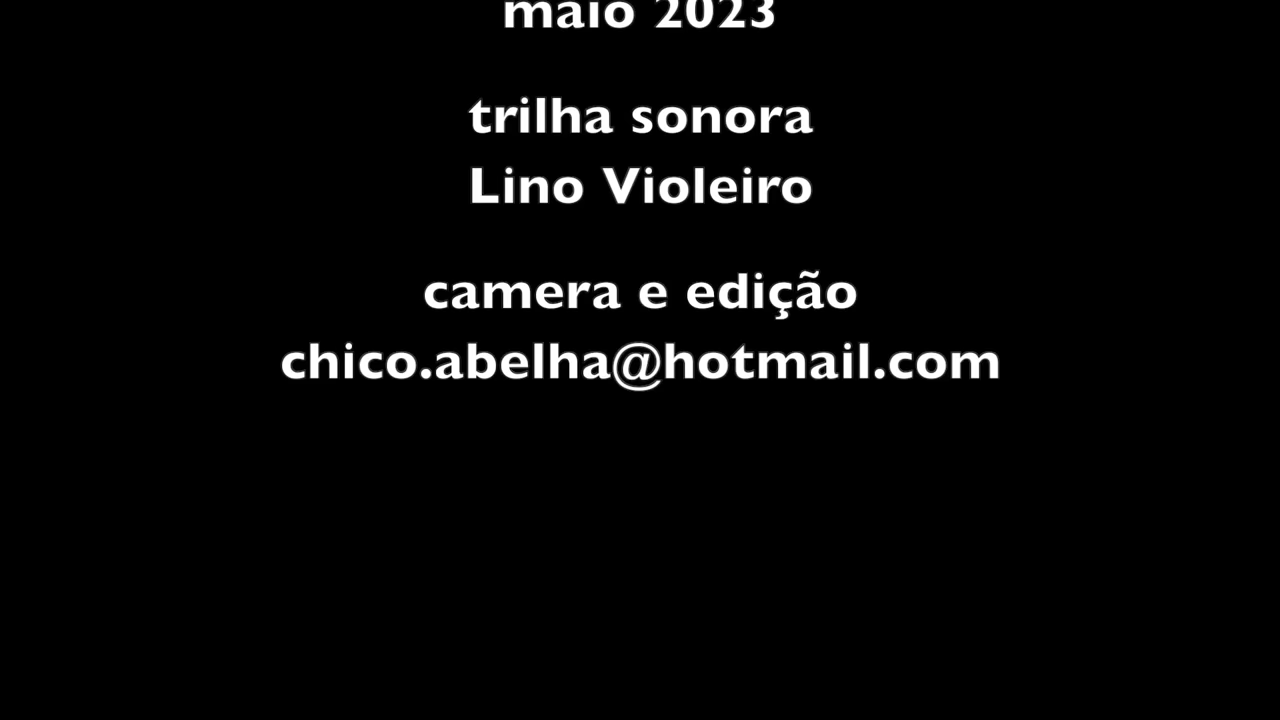 maio 2023
trilha sonora
Lino Violeiro
camera e edição
chico.abelha@hotmail.com